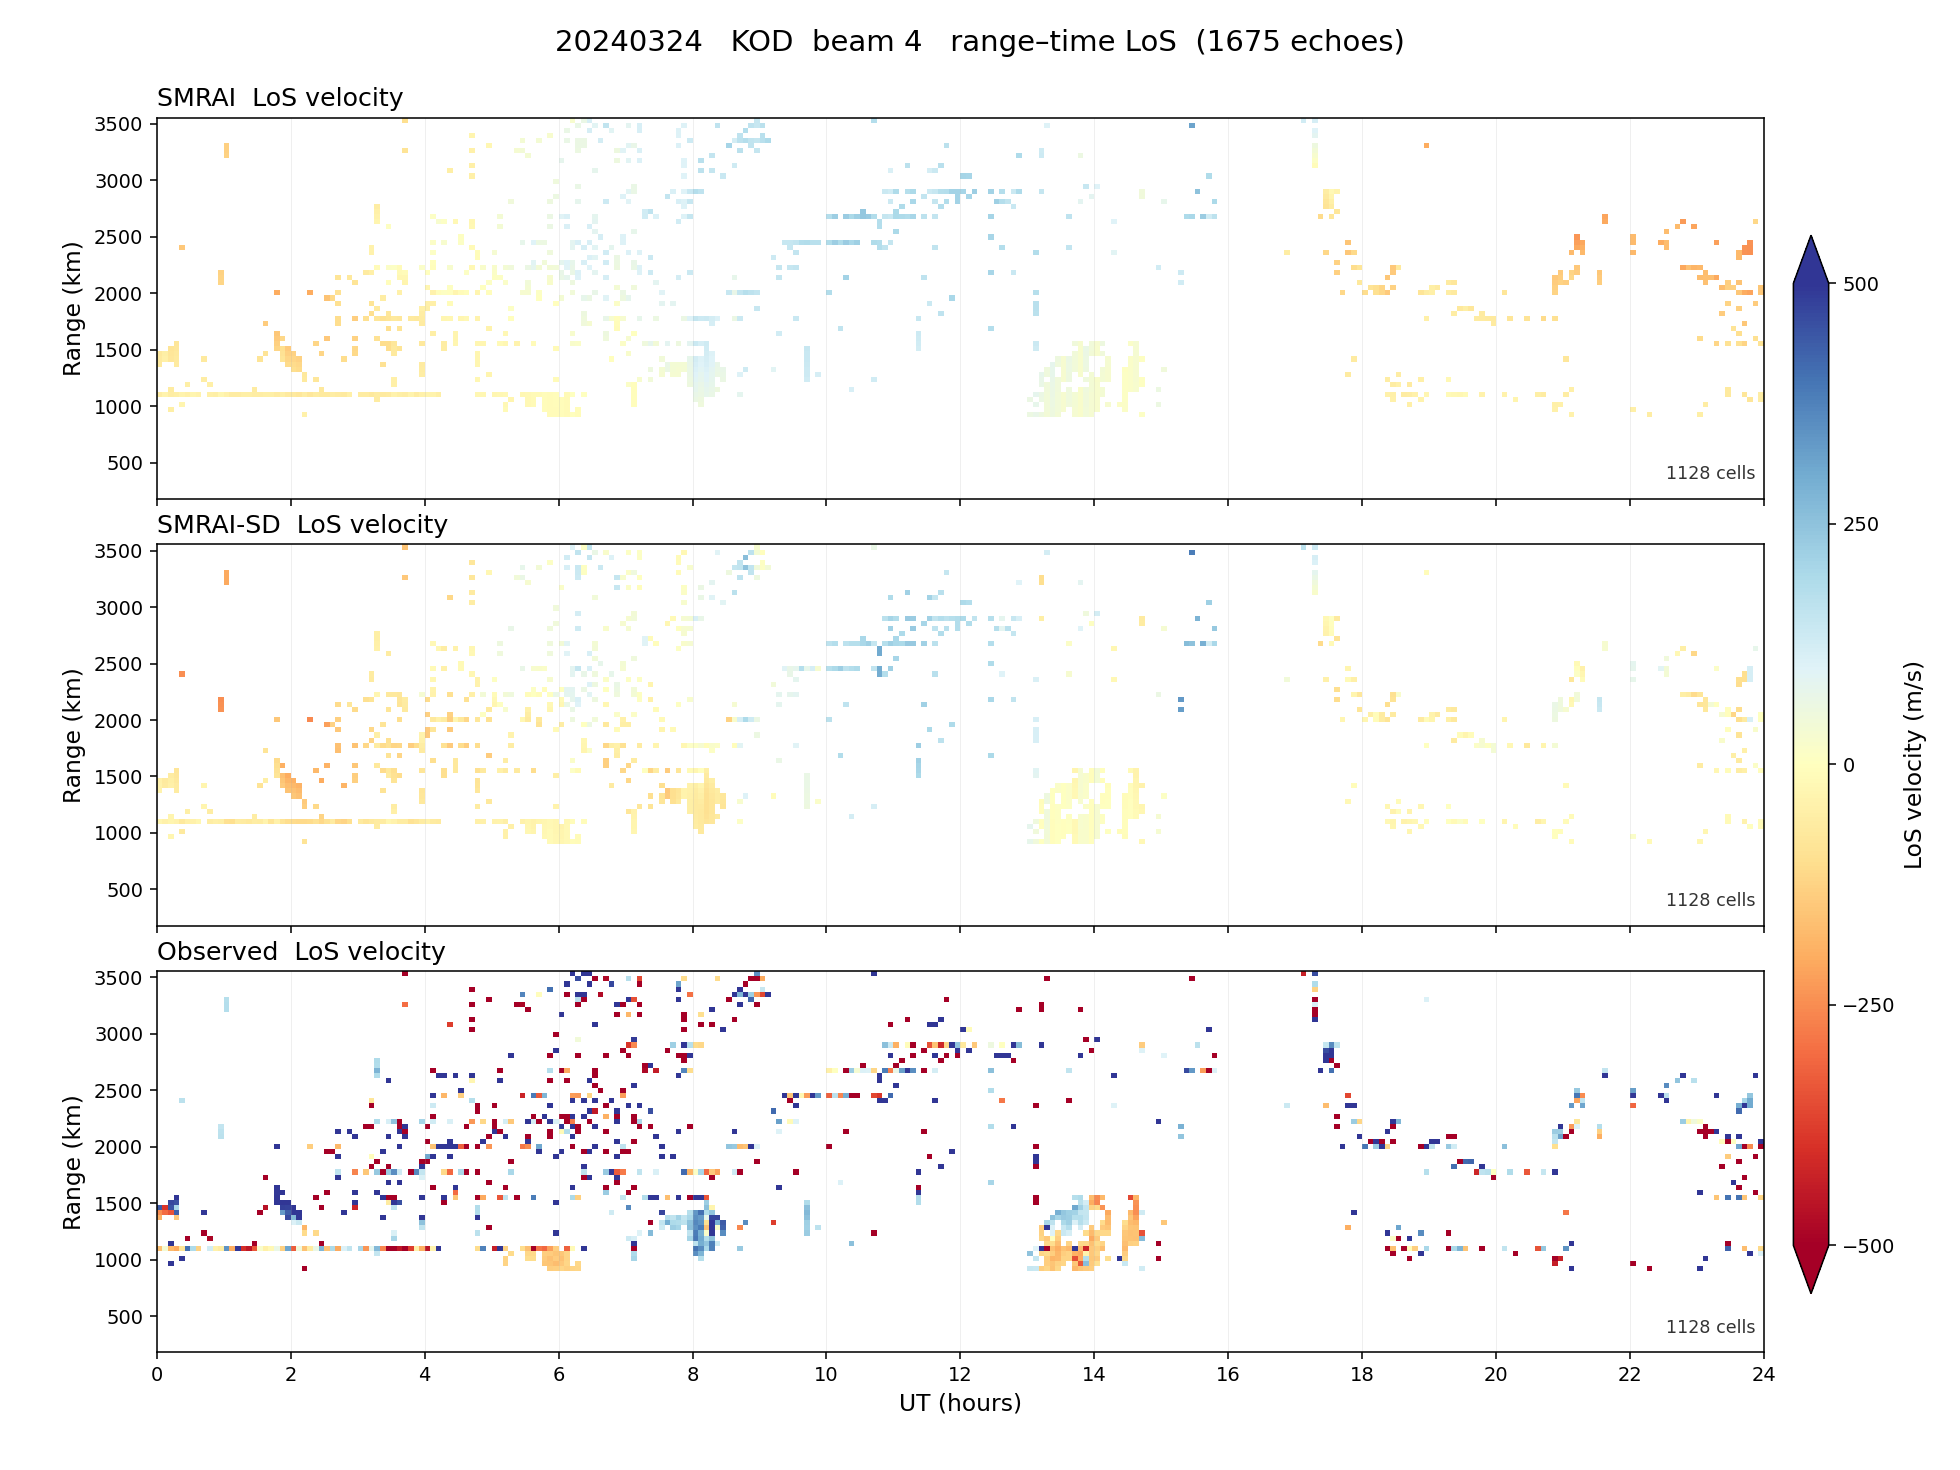 20240324 KOD beam 4 range–time LoS (1675 echoes)
SMRAI LoS velocity
3500
3000
2500
2000
1500
1000
500
Range (km)
1128 cells
SMRAI-SD LoS velocity
3500
3000
2500
2000
1500
1000
500
Range (km)
1128 cells
Observed LoS velocity
3500
3000
2500
2000
1500
1000
500
Range (km)
1128 cells
0 2 4 6 8 10 12 14 16 18 20 22 24
UT (hours)
500
250
0
−250
−500
LoS velocity (m/s)